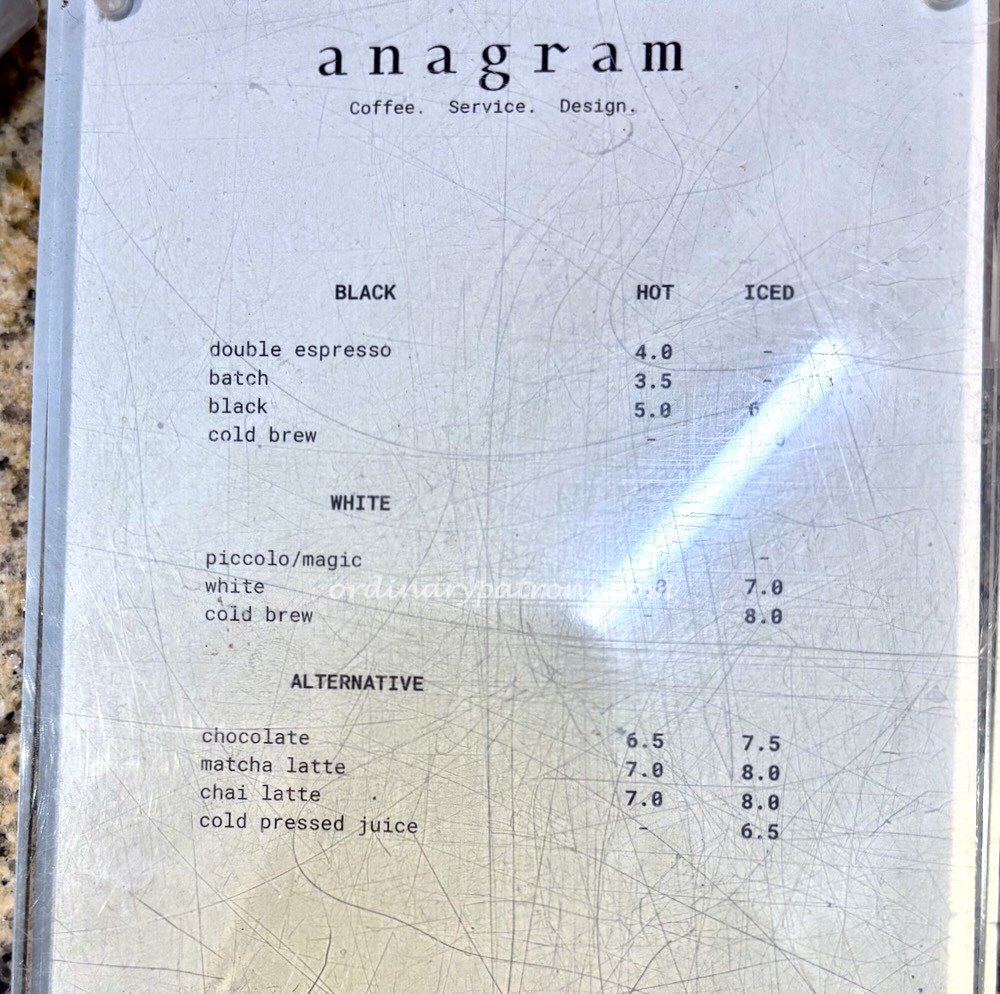 anagram
Coffee. Service. Design.
BLACK HOT ICED
double espresso 4.0 -
batch 3.5 -
black 5.0
cold brew -
WHITE
piccolo/magic -
white 7.0
cold brew - 8.0
ordinarypatrons
ALTERNATIVE
chocolate 6.5 7.5
matcha latte 7.0 8.0
chai latte 7.0 8.0
cold pressed juice - 6.5